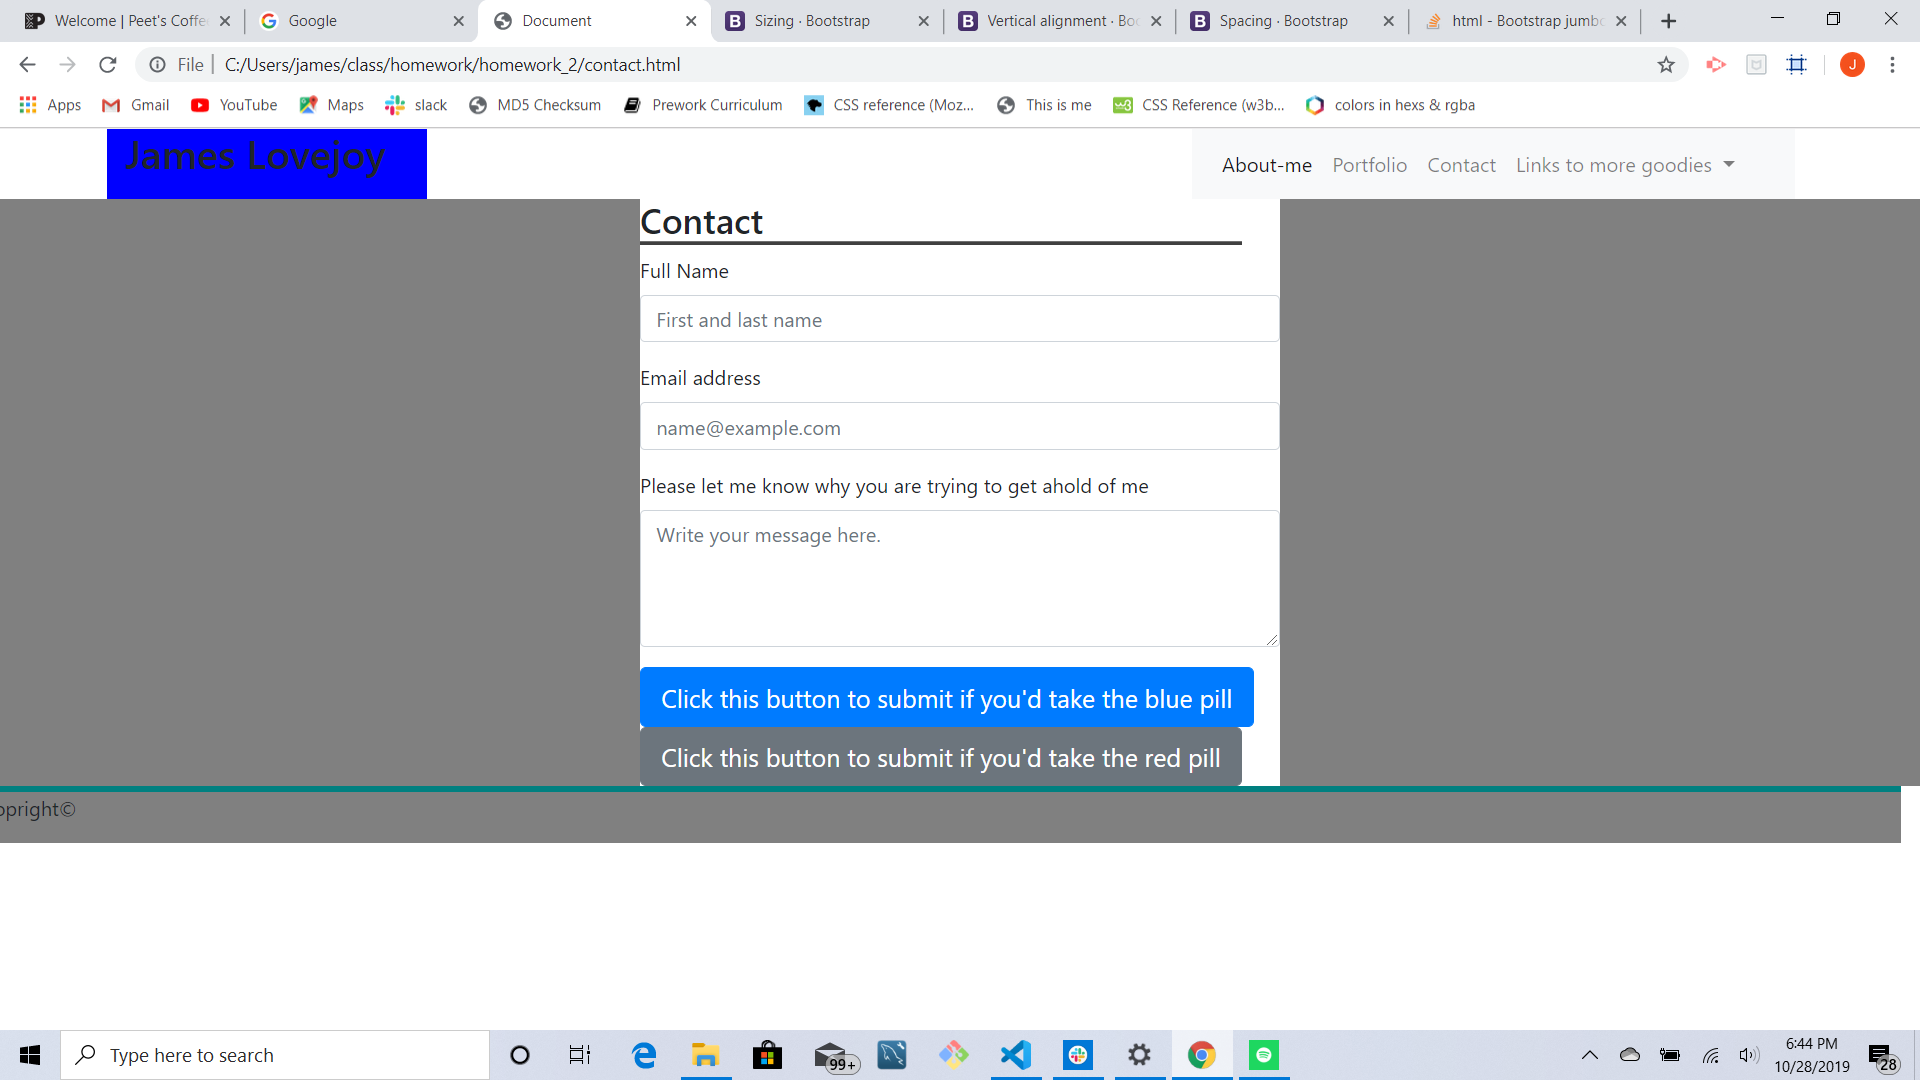 Welcome | Peet's Coffe
Google
Document
Sizing · Bootstrap
Vertical alignment · Boo
Spacing · Bootstrap
html - Bootstrap jumbo
File
C:/Users/james/class/homework/homework_2/contact.html
J
Apps
Gmail
YouTube
Maps
slack
MD5 Checksum
Prework Curriculum
CSS reference (Moz...
This is me
CSS Reference (w3b...
colors in hexs & rgba
James Lovejoy
About-me
Portfolio
Contact
Links to more goodies
Contact
Full Name
First and last name
Email address
name@example.com
Please let me know why you are trying to get ahold of me
Write your message here.
Click this button to submit if you'd take the blue pill
Click this button to submit if you'd take the red pill
opright©
Type here to search
99+
6:44 PM
10/28/2019
28